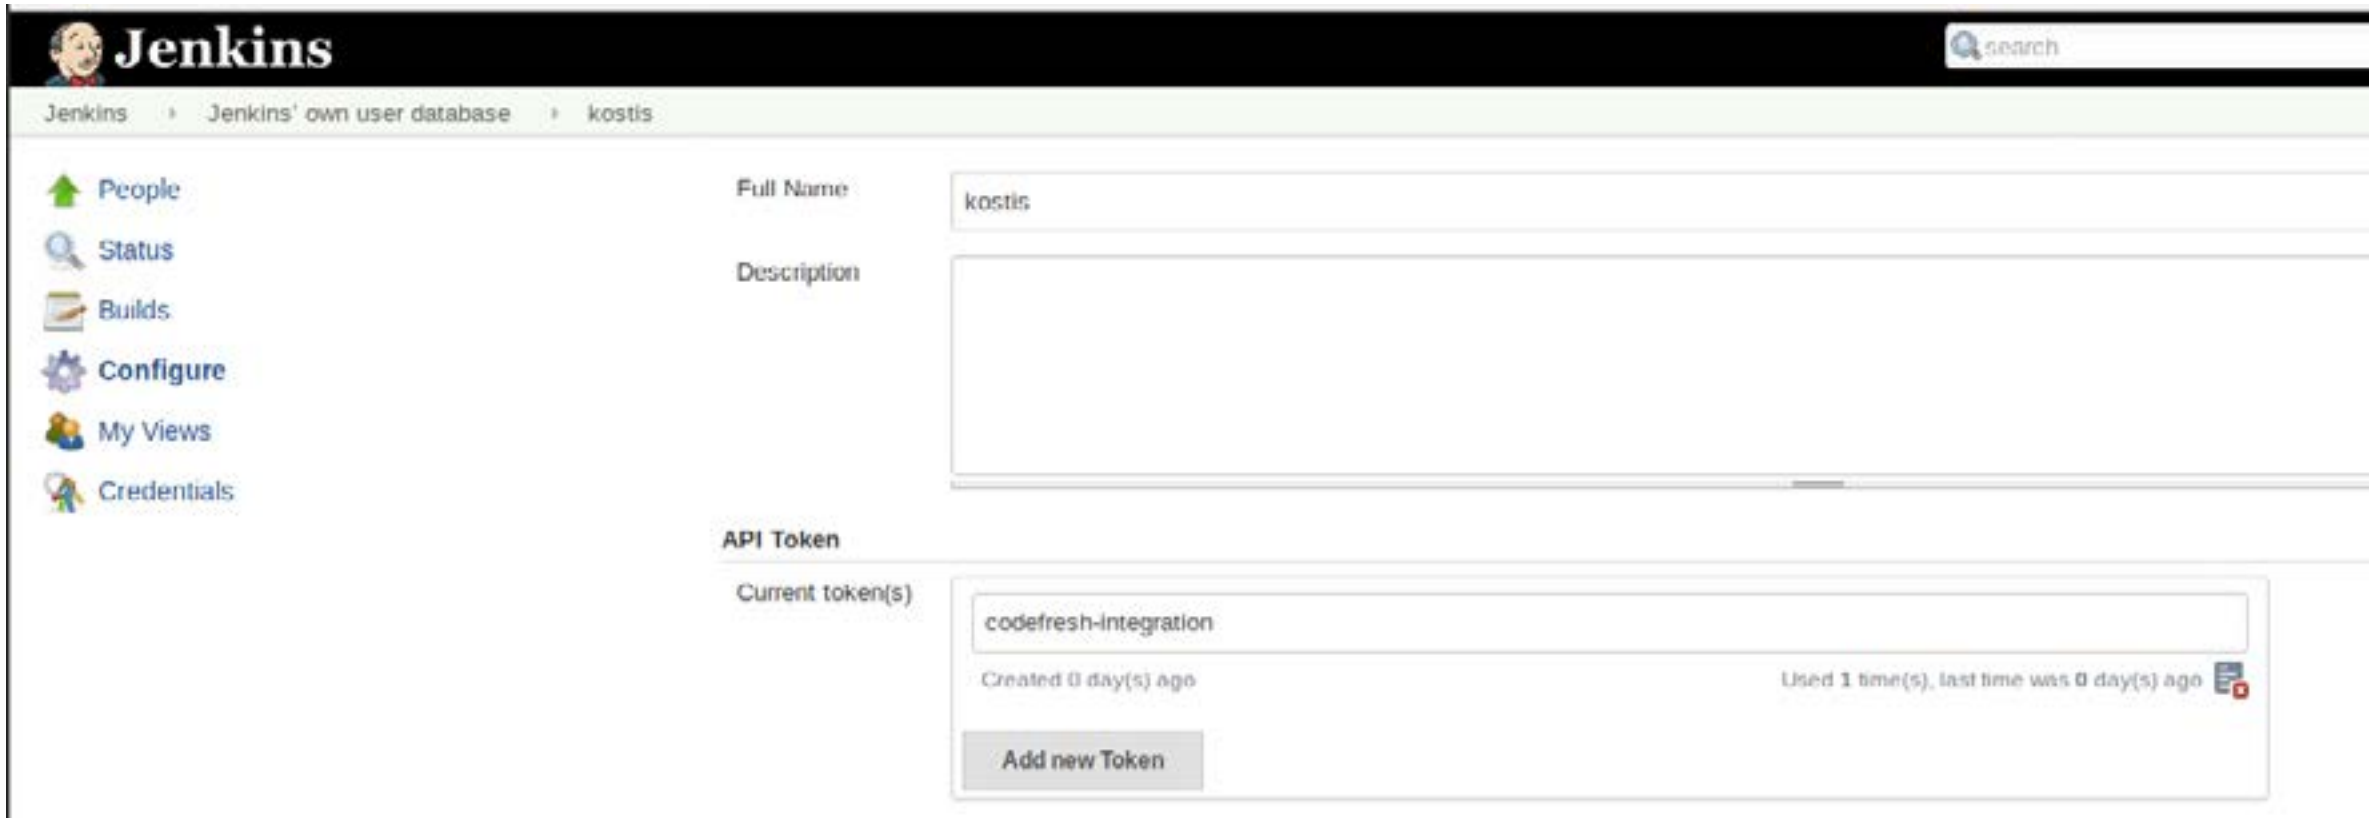 Jenkins
search
Jenkins › Jenkins' own user database › kostis
People
Status
Builds
Configure
My Views
Credentials
Full Name
kostis
Description
API Token
Current token(s)
codefresh-integration
Created 0 day(s) ago
Used 1 time(s), last time was 0 day(s) ago
Add new Token